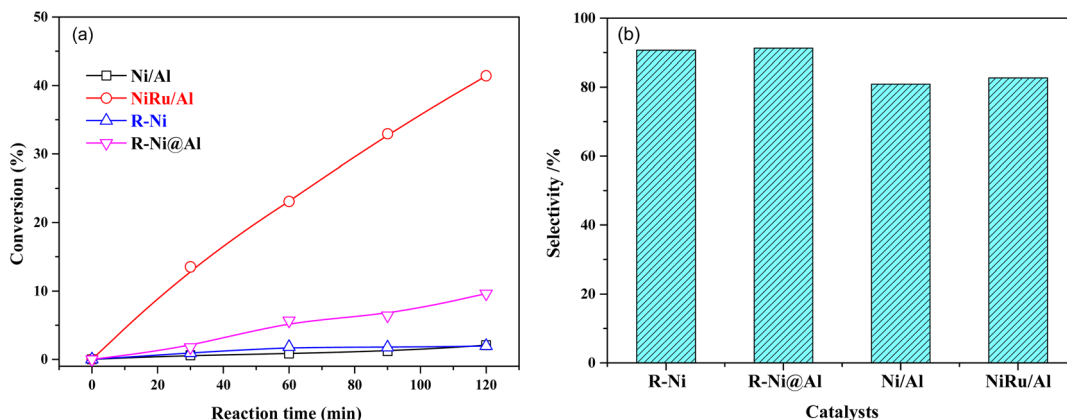 (a)
Conversion (%)
50
40
30
20
10
0
Ni/Al
NiRu/Al
R-Ni
R-Ni@Al
0 20 40 60 80 100 120
Reaction time (min)
(b)
Selectivity /%
100
80
60
40
20
0
R-Ni R-Ni@Al Ni/Al NiRu/Al
Catalysts